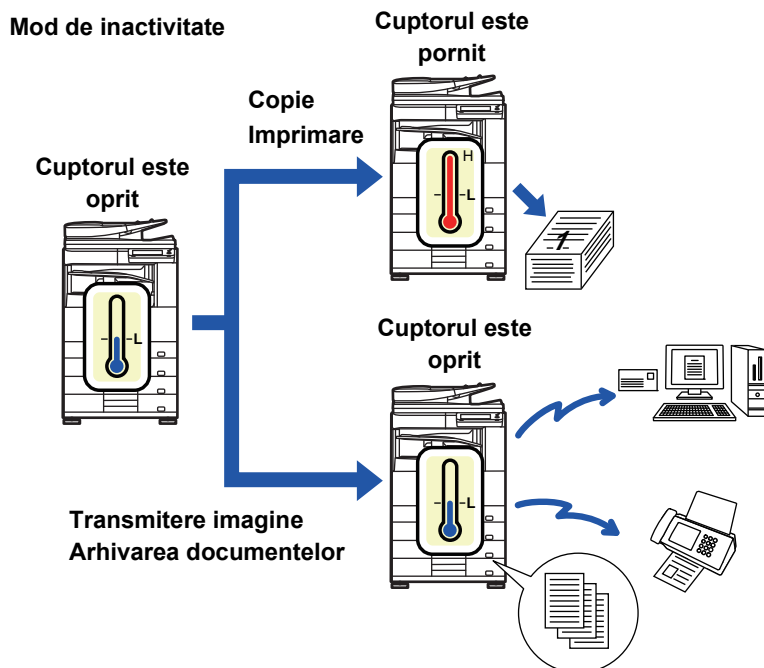 Mod de inactivitate
Cuptorul este
pornit
Copie
Imprimare
H
L
1
Cuptorul este
oprit
L
Cuptorul este
oprit
L
Transmitere imagine
Arhivarea documentelor